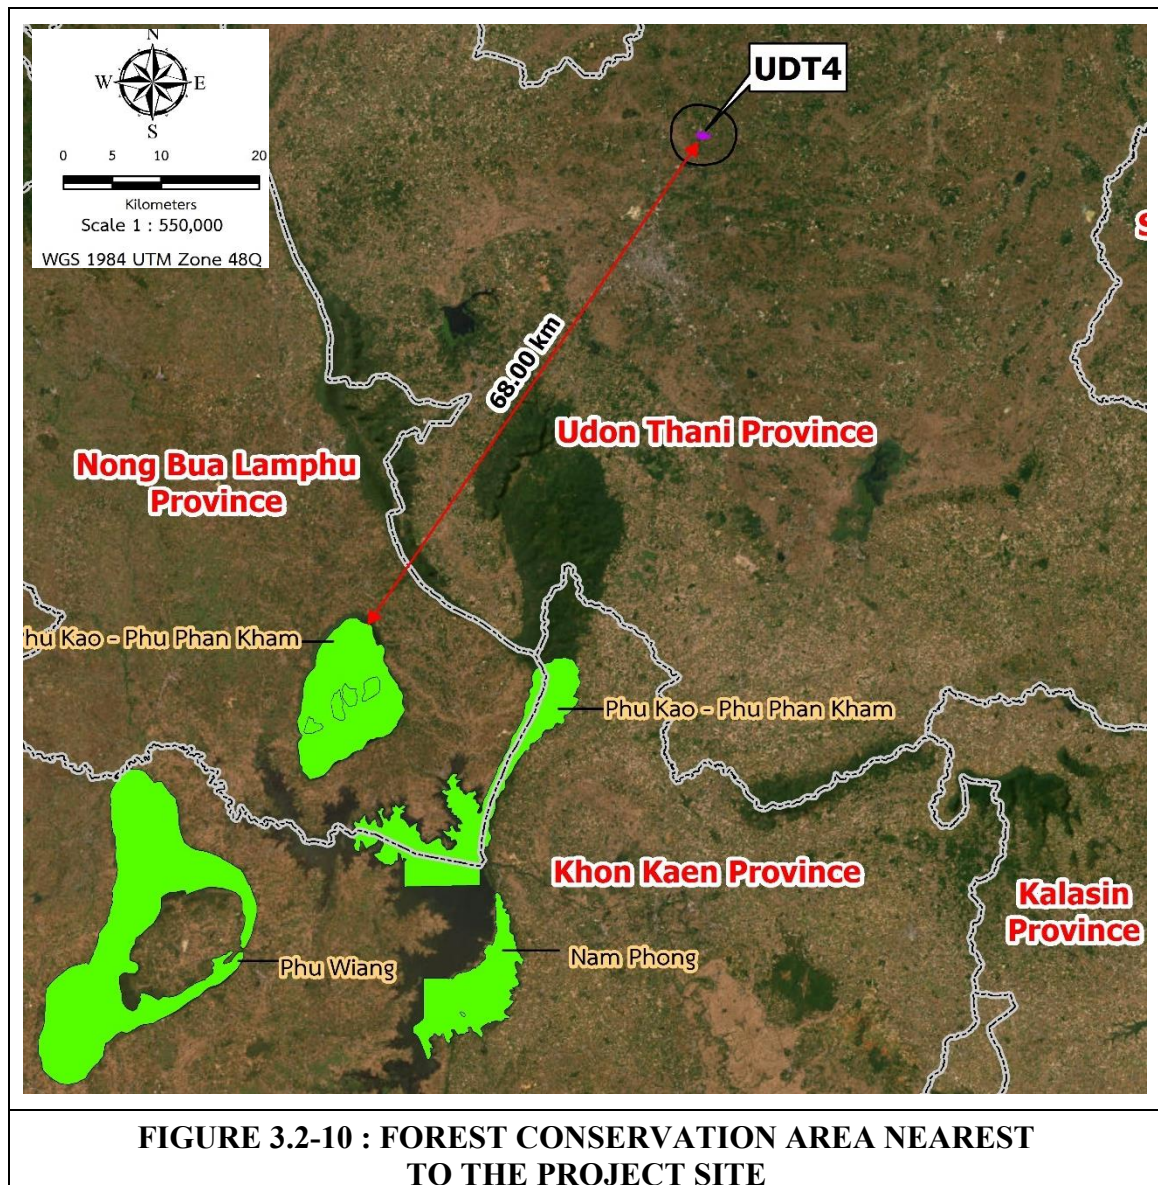 N
W E
S
0 5 10 20
Kilometers
Scale 1 : 550,000
WGS 1984 UTM Zone 48Q
UDT4
S
68.00 km
Udon Thani Province
Nong Bua Lamphu
Province
hu Kao - Phu Phan Kham
Phu Kao - Phu Phan Kham
Khon Kaen Province
Kalasin
Province
Nam Phong
Phu Wiang
FIGURE 3.2-10 : FOREST CONSERVATION AREA NEAREST
TO THE PROJECT SITE